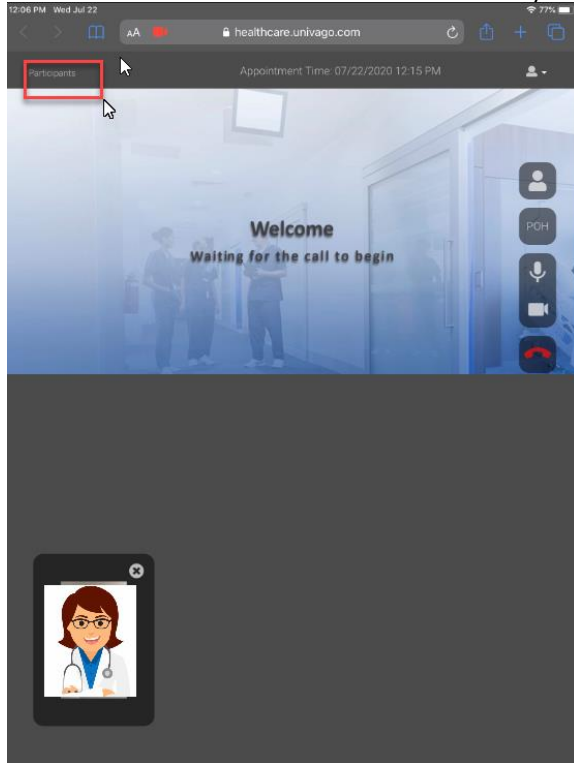 12:06 PM Wed Jul 22 77%
AA healthcare.univago.com
Participants Appointment Time: 07/22/2020 12:15 PM
Welcome
Waiting for the call to begin
POH